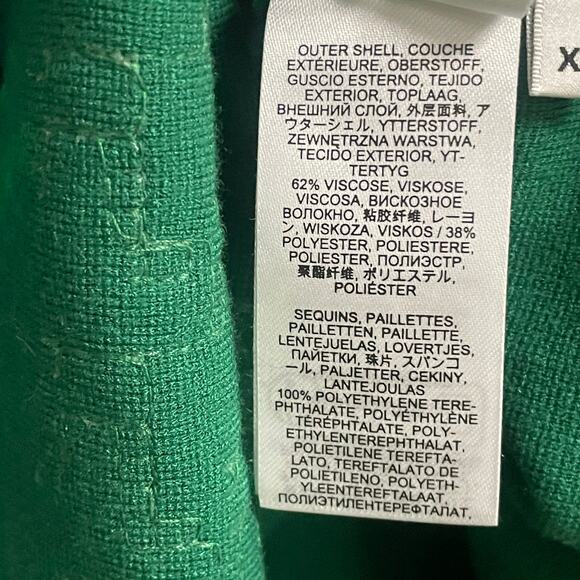 OUTER SHELL, COUCHE
EXTÉRIEURE, OBERSTOFF,
GUSCIO ESTERNO, TEJIDO
EXTERIOR, TOPLAAG,
ВНЕШНИЙ СЛОЙ, 外层面料, ア
ウターシェル, YTTERSTOFF,
ZEWNĘTRZNA WARSTWA,
TECIDO EXTERIOR, YT-
TERTYG
62% VISCOSE, VISKOSE,
VISCOSA, ВИСКОЗНОЕ
ВОЛОКНО, 粘胶纤维, レーヨ
ン, WISKOZA, VISKOS / 38%
POLYESTER, POLIESTERE,
POLIESTER, ПОЛИЭСТР,
聚酯纤维, ポリエステル,
POLIÉSTER
SEQUINS, PAILLETTES,
PAILLETTEN, PAILLETTE,
LENTEJUELAS, LOVERTJES,
ПАЙЕТКИ, 珠片, スパンコ
ール, PALJETTER, CEKINY,
LANTEJOULAS
100% POLYETHYLENE TERE-
PHTHALATE, POLYÉTHYLÈNE
TÉRÉPHTALATE, POLY-
ETHYLENTEREPHTHALAT,
POLIETILENE TEREFTA-
LATO, TEREFTALATO DE
POLIETILENO, POLYETH-
YLEENTEREFTALAAT,
ПОЛИЭТИЛЕНТЕРЕФТАЛАТ,
X